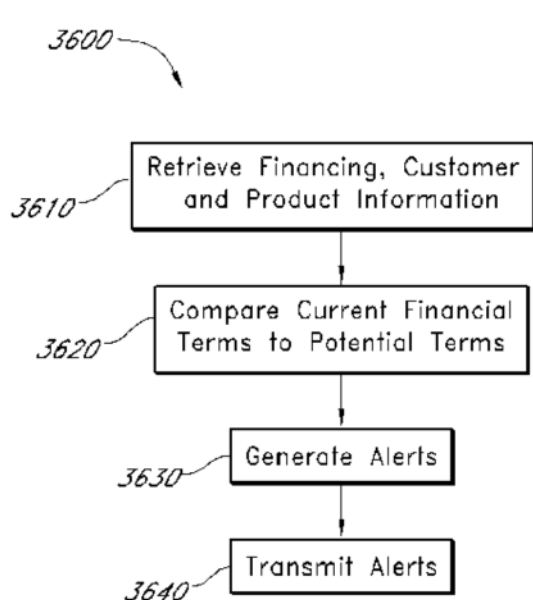 3600
Retrieve Financing, Customer
and Product Information
3610
Compare Current Financial
Terms to Potential Terms
3620
Generate Alerts
3630
Transmit Alerts
3640